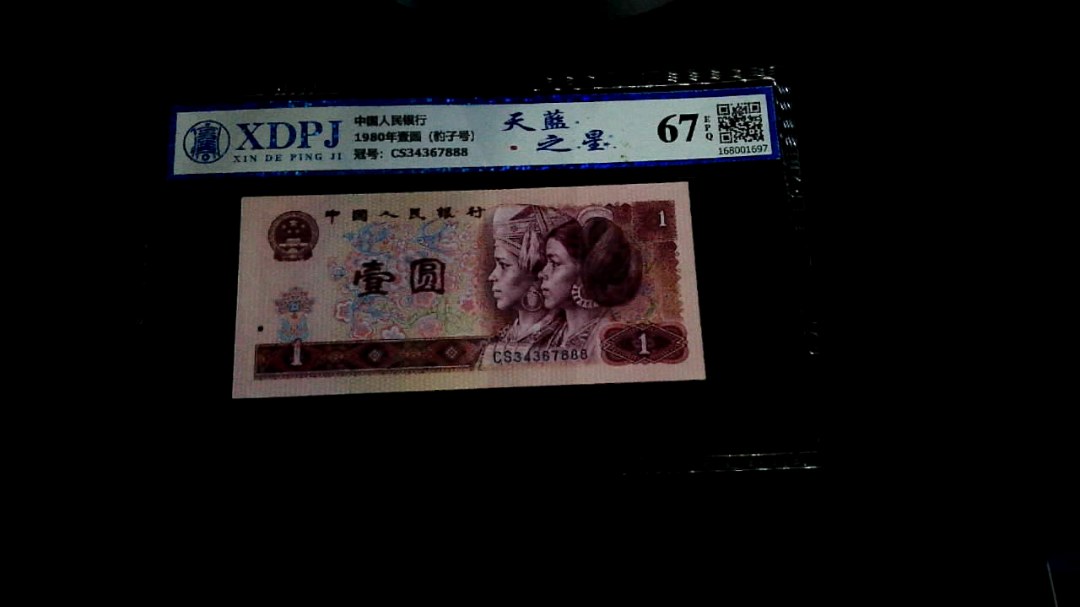 XDPJ
XIN DE PING JI
中国人民银行
1980年壹圆（豹子号）
冠号：CS34367888
天藍之星
67
EPQ
168001697
中國人民銀行
1
壹圆
1
CS34367888
1